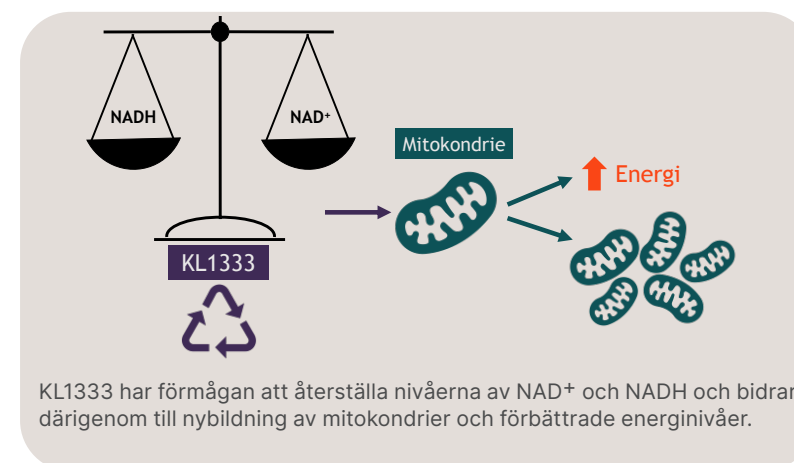 NADH
NAD⁺
Mitokondrie
Energi
KL1333
KL1333 har förmågan att återställa nivåerna av NAD⁺ och NADH och bidrar
därigenom till nybildning av mitokondrier och förbättrade energinivåer.